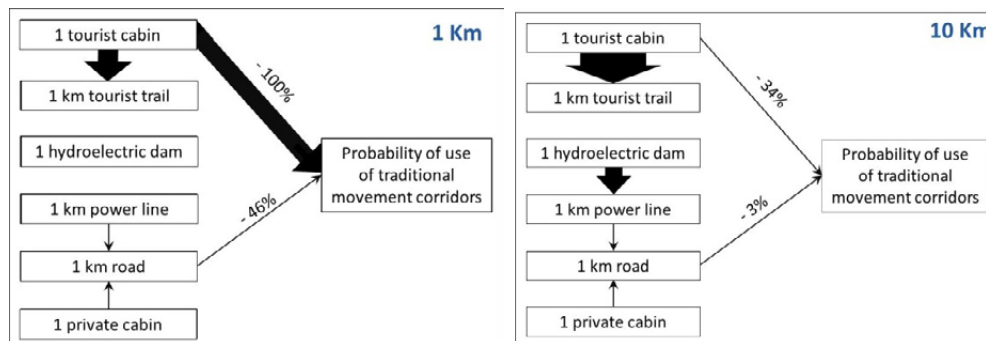 1 Km
1 tourist cabin
1 km tourist trail
1 hydroelectric dam
1 km power line
1 km road
1 private cabin
- 100%
- 46%
Probability of use
of traditional
movement corridors
10 Km
1 tourist cabin
1 km tourist trail
1 hydroelectric dam
1 km power line
1 km road
1 private cabin
- 34%
- 3%
Probability of use
of traditional
movement corridors